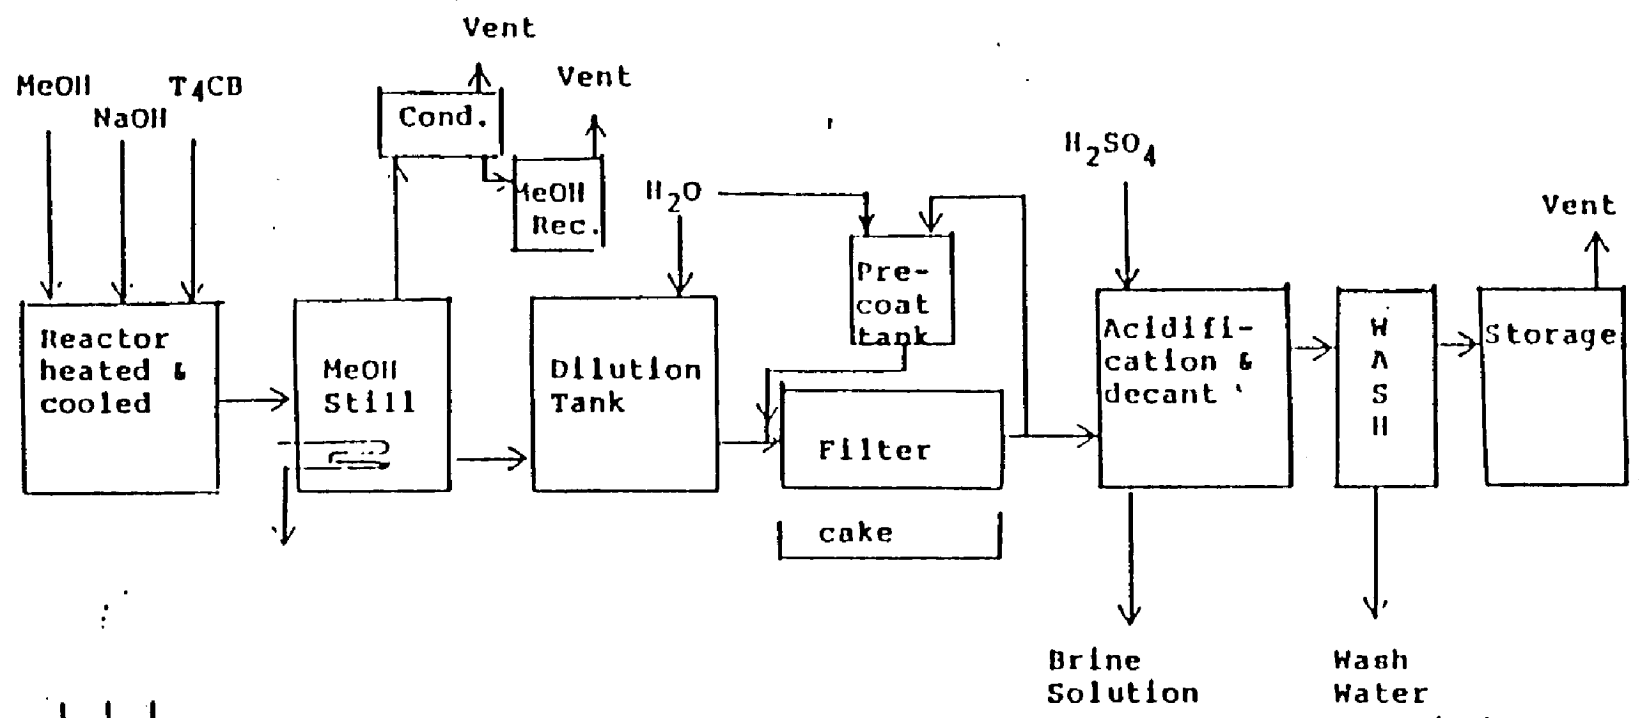 Vent
Vent
MeOH
T4CB
NaOH
Cond.
H2SO4
MeOH
Rec.
H2O
Vent
Pre-
coat
tank
Reactor
heated &
cooled
MeOH
Still
Dilution
Tank
Filter
Acidifi-
cation &
decant
W
A
S
H
Storage
cake
Brine
Solution
Wash
Water